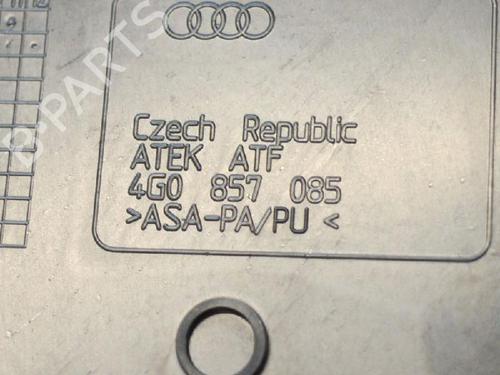 B-PARTS
Czech Republic
ATEK ATF
4G0 857 085
>ASA-PA/PU<